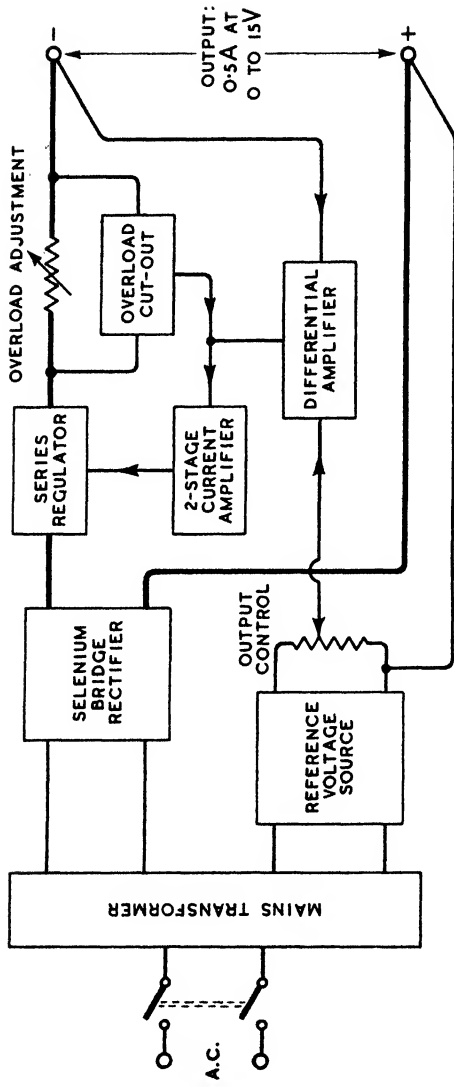 A.C.
MAINS TRANSFORMER
SELENIUM
BRIDGE
RECTIFIER
REFERENCE
VOLTAGE
SOURCE
OUTPUT
CONTROL
SERIES
REGULATOR
2-STAGE
CURRENT
AMPLIFIER
OVERLOAD ADJUSTMENT
OVERLOAD
CUT-OUT
DIFFERENTIAL
AMPLIFIER
-
OUTPUT:
0·5A AT
0 TO 15V
+